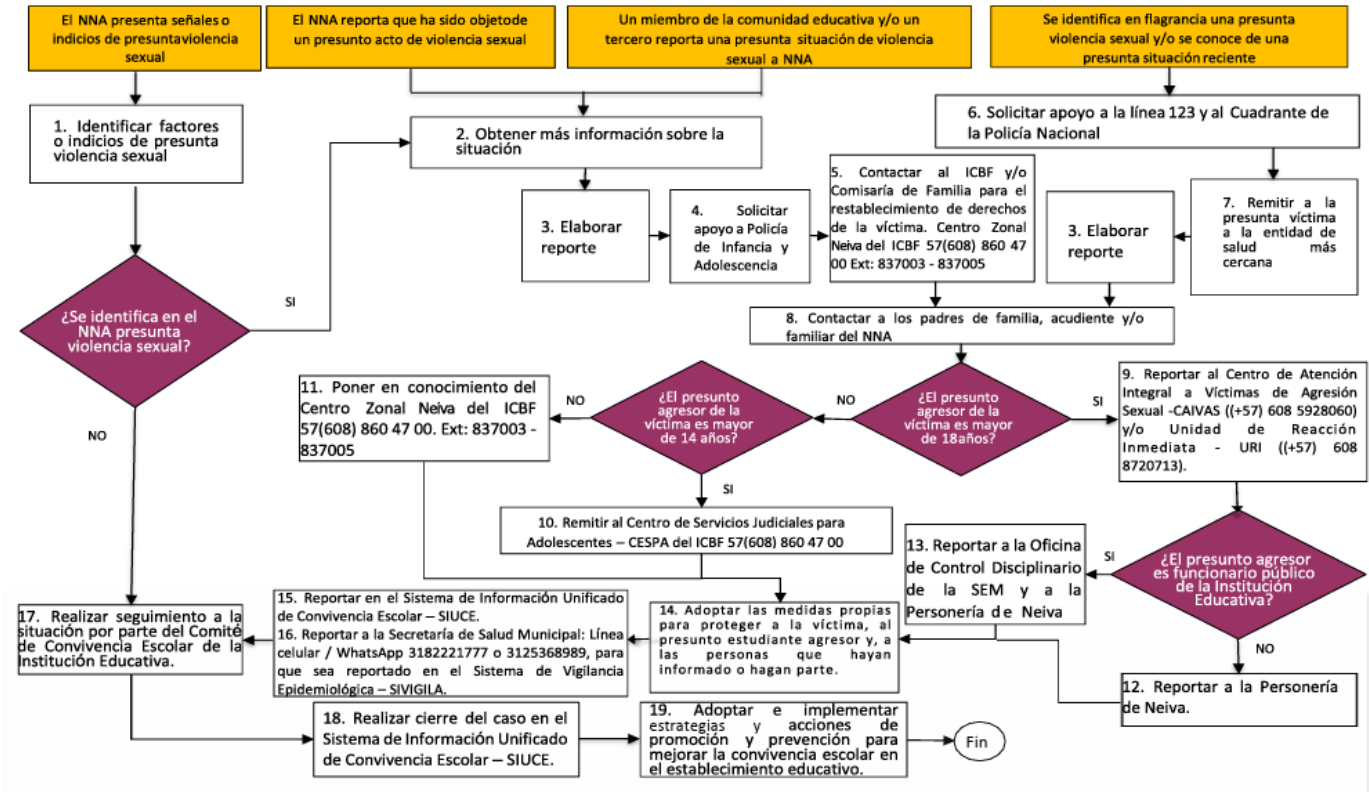 El NNA presenta señales o
indicios de presuntaviolencia
sexual
El NNA reporta que ha sido objetode
un presunto acto de violencia sexual
Un miembro de la comunidad educativa y/o un
tercero reporta una presunta situación de violencia
sexual a NNA
Se identifica en flagrancia una presunta
violencia sexual y/o se conoce de una
presunta situación reciente
1. Identificar factores
o indicios de presunta
violencia sexual
2. Obtener más información sobre la
situación
6. Solicitar apoyo a la línea 123 y al Cuadrante de
la Policía Nacional
3. Elaborar
reporte
4. Solicitar
apoyo a Policía
de Infancia y
Adolescencia
5. Contactar al ICBF y/o
Comisaría de Familia para el
restablecimiento de derechos
de la víctima. Centro Zonal
Neiva del ICBF 57(608) 860 47
00 Ext: 837003 - 837005
3. Elaborar
reporte
7. Remitir a la
presunta víctima
a la entidad de
salud más
cercana
¿Se identifica en el
NNA presunta
violencia sexual?
SI
NO
8. Contactar a los padres de familia, acudiente y/o
familiar del NNA
11. Poner en conocimiento del
Centro Zonal Neiva del ICBF
57(608) 860 47 00. Ext: 837003 -
837005
NO
¿El presunto
agresor de la
víctima es mayor
de 14 años?
NO
¿El presunto
agresor de la
víctima es mayor
de 18años?
SI
9. Reportar al Centro de Atención
Integral a Víctimas de Agresión
Sexual -CAIVAS ((+57) 608 5928060)
y/o Unidad de Reacción
Inmediata - URI ((+57) 608
8720713).
SI
10. Remitir al Centro de Servicios Judiciales para
Adolescentes – CESPA del ICBF 57(608) 860 47 00
13. Reportar a la Oficina
de Control Disciplinario
de la SEM y a la
Personería de Neiva
SI
¿El presunto agresor
es funcionario público
de la Institución
Educativa?
NO
17. Realizar seguimiento a la
situación por parte del Comité
de Convivencia Escolar de la
Institución Educativa.
15. Reportar en el Sistema de Información Unificado
de Convivencia Escolar – SIUCE.
16. Reportar a la Secretaría de Salud Municipal: Línea
celular / WhatsApp 3182221777 o 3125368989, para
que sea reportado en el Sistema de Vigilancia
Epidemiológica – SIVIGILA.
14. Adoptar las medidas propias
para proteger a la víctima, al
presunto estudiante agresor y, a
las personas que hayan
informado o hagan parte.
12. Reportar a la Personería
de Neiva.
18. Realizar cierre del caso en el
Sistema de Información Unificado
de Convivencia Escolar – SIUCE.
19. Adoptar e implementar
estrategias y acciones de
promoción y prevención para
mejorar la convivencia escolar en
el establecimiento educativo.
Fin